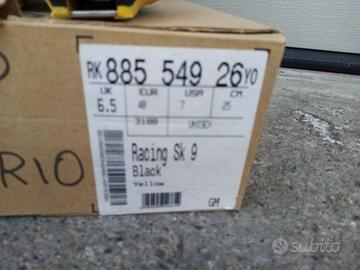 RK 885 549 26 YO
UK EUR USA CM
6.5 40 7 25
3188 UNISEX
Racing Sk 9
Black
Yellow
GM
RIO
subito